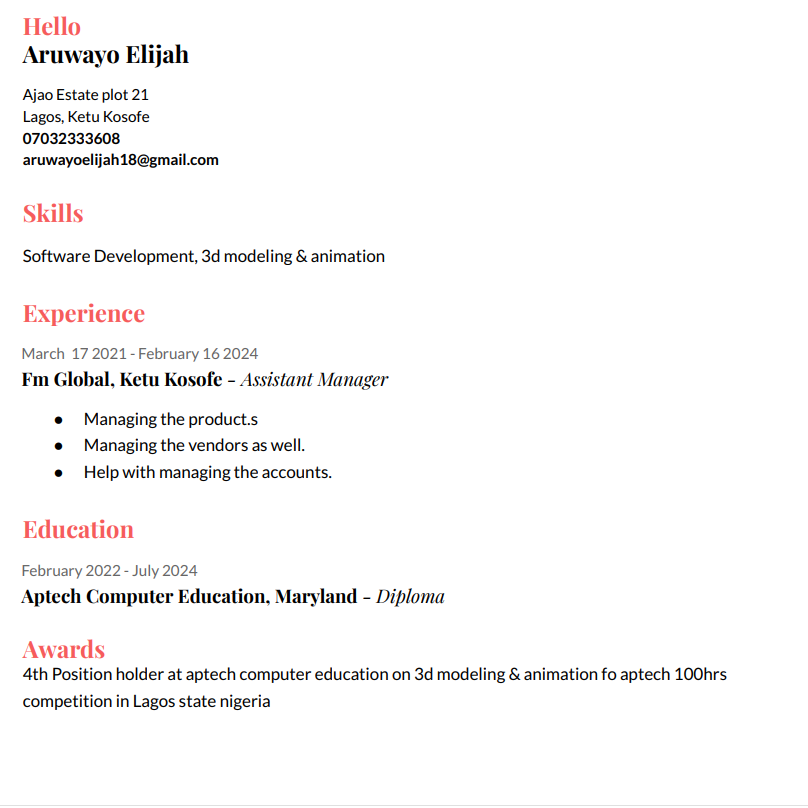 Hello
Aruwayo Elijah
Ajao Estate plot 21
Lagos, Ketu Kosofe
07032333608
aruwayoelijah18@gmail.com
Skills
Software Development, 3d modeling & animation
Experience
March  17 2021 - February 16 2024
Fm Global, Ketu Kosofe – Assistant Manager
● Managing the product.s
● Managing the vendors as well.
● Help with managing the accounts.
Education
February 2022 - July 2024
Aptech Computer Education, Maryland – Diploma
Awards
4th Position holder at aptech computer education on 3d modeling & animation fo aptech 100hrs
competition in Lagos state nigeria